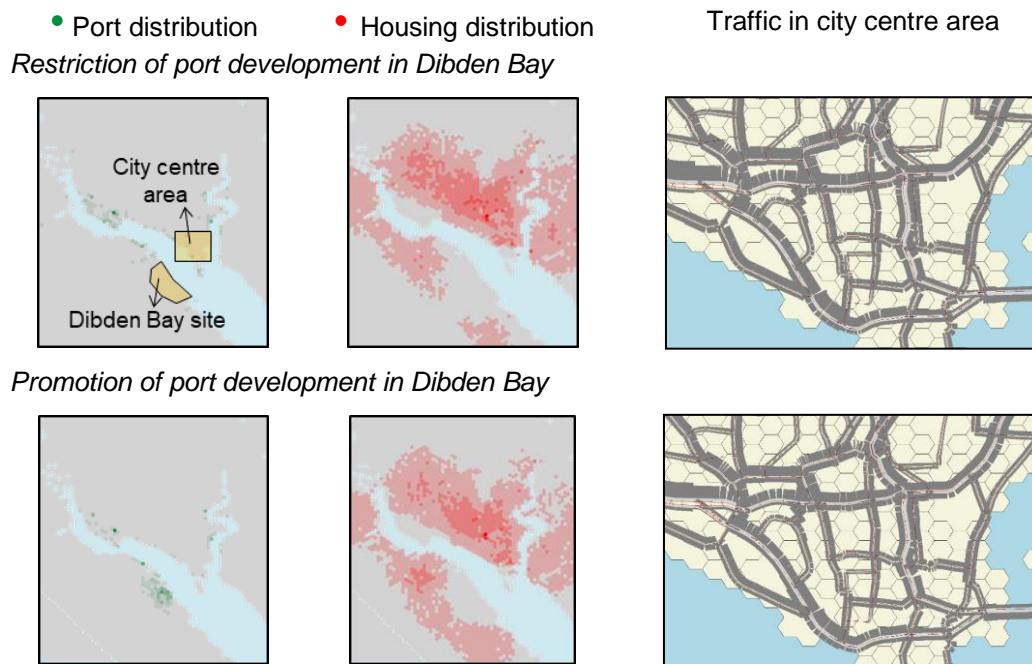 Port distribution
Housing distribution
Traffic in city centre area
Restriction of port development in Dibden Bay
City centre
area
Dibden Bay site
Promotion of port development in Dibden Bay